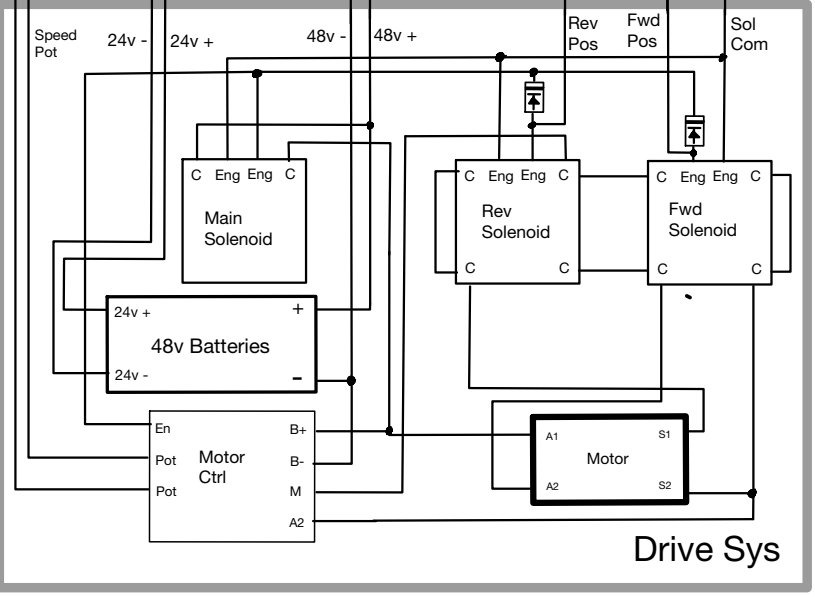 Speed
Pot
24v -
24v +
48v -
48v +
Rev
Pos
Fwd
Pos
Sol
Com
C Eng Eng C
Main
Solenoid
C Eng Eng C
Rev
Solenoid
C C
C Eng Eng C
Fwd
Solenoid
C C
24v + +
48v Batteries
24v - -
En B+
Motor
Ctrl
Pot B-
Pot M
A2
A1 S1
Motor
A2 S2
Drive Sys